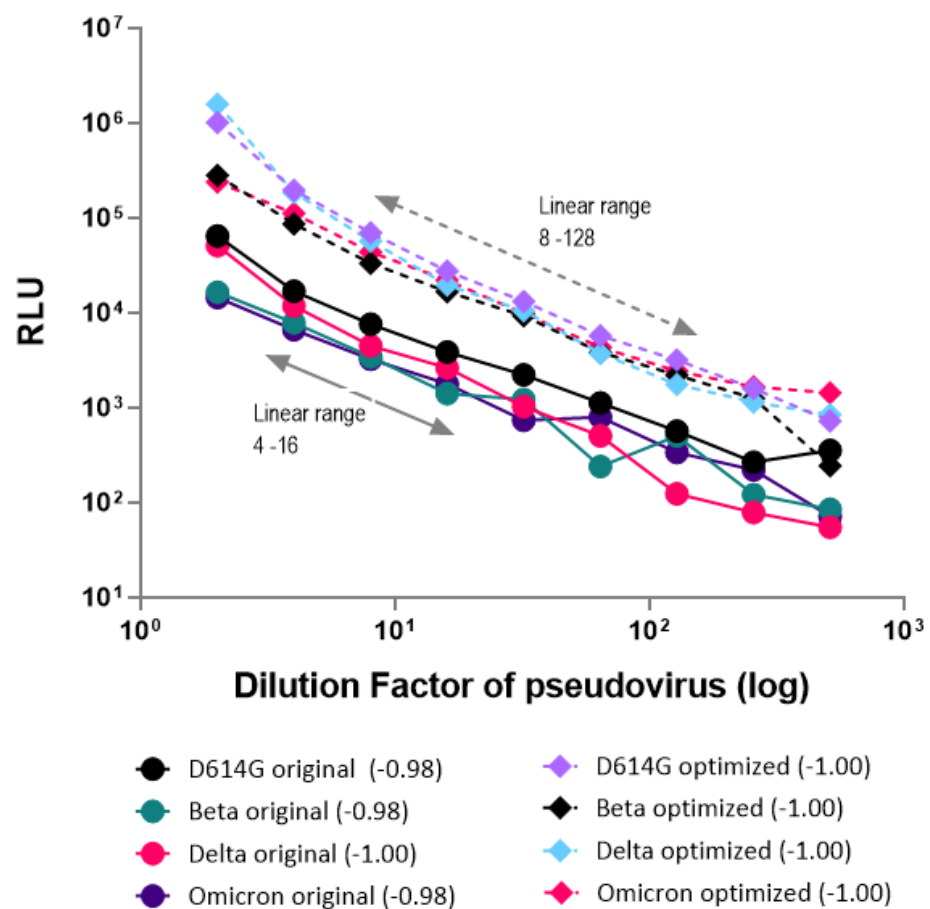 10⁷
10⁶
10⁵
10⁴
10³
10²
10¹
RLU
Linear range
8 -128
Linear range
4 -16
10⁰ 10¹ 10² 10³
Dilution Factor of pseudovirus (log)
D614G original (-0.98)
Beta original (-0.98)
Delta original (-1.00)
Omicron original (-0.98)
D614G optimized (-1.00)
Beta optimized (-1.00)
Delta optimized (-1.00)
Omicron optimized (-1.00)